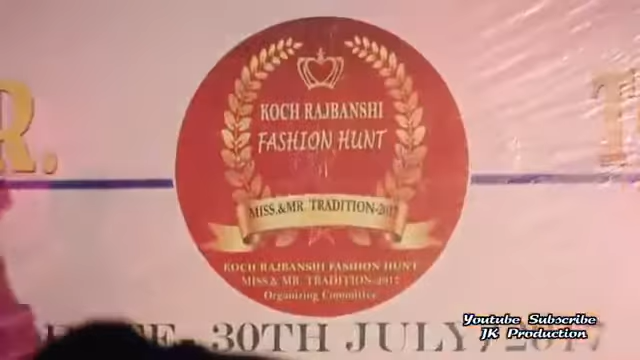 R.
KOCH RAJBANSHI
FASHION HUNT
MISS.&MR. TRADITION-2017
KOCH RAJBANSHI FASHION HUNT
MISS & MR. TRADITION-2017
Organizing Committee
30TH JULY
Youtube Subscribe
JK Production